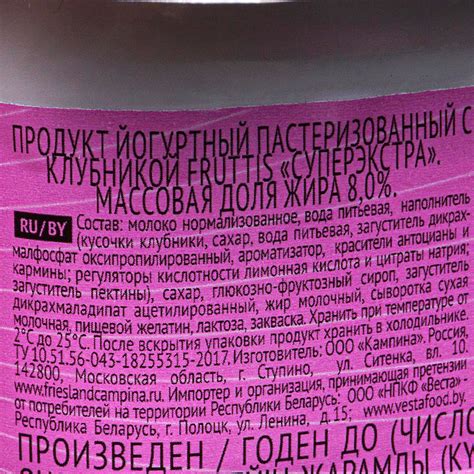 ПРОДУКТ ЙОГУРТНЫЙ ПАСТЕРИЗОВАННЫЙ С
КЛУБНИКОЙ FRUTTIS «СУПЕРЭКСТРА».
МАССОВАЯ ДОЛЯ ЖИРА 8,0%.
RU/BY Состав: молоко нормализованное, вода питьевая, наполнитель
(кусочки клубники, сахар, вода питьевая, загуститель дикрах-
малфосфат оксипропилированный, ароматизатор, красители антоцианы и
кармины; регуляторы кислотности лимонная кислота и цитраты натрия,
загуститель пектины), сахар, глюкозно-фруктозный сироп, загуститель
дикрахмаладипат ацетилированный, жир молочный, сыворотка сухая
молочная, пищевой желатин, лактоза, закваска. Хранить при температуре от
2°С до 25°С. После вскрытия упаковки продукт хранить в холодильнике.
ТУ 10.51.56-043-18255315-2017. Изготовитель: ООО «Кампина». Россия,
142800, Московская область, г. Ступино, ул. Ситенка, вл. 10.
www.frieslandcampina.ru. Импортер и организация, принимающая претензии
от потребителей на территории Республики Беларусь: ООО «НПКФ «Веста» -
Республика Беларусь, г. Полоцк, ул. Ленина, д.15; www.vestafood.by.
ПРОИЗВЕДЕН / ГОДЕН ДО (ЧИСЛО